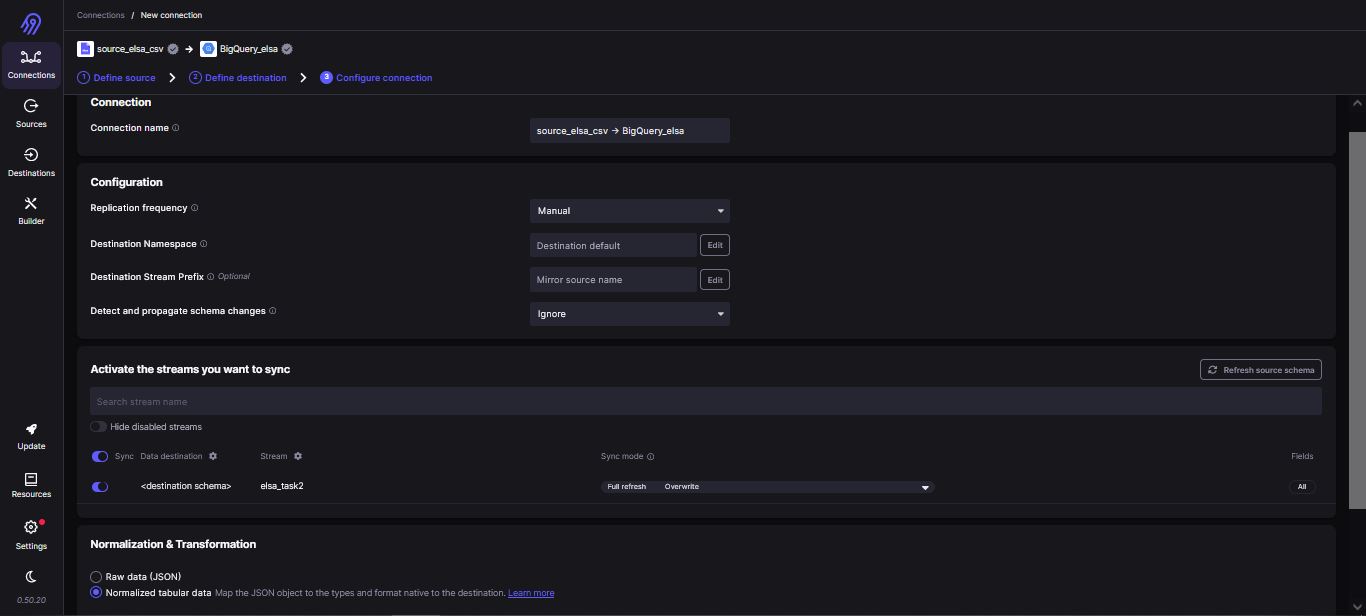 Connections / New connection
source_elsa_csv → BigQuery_elsa
1 Define source > 2 Define destination > 3 Configure connection
Connections
Sources
Destinations
Builder
Update
Resources
Settings
0.50.20
Connection
Connection name source_elsa_csv → BigQuery_elsa
Configuration
Replication frequency Manual
Destination Namespace Destination default Edit
Destination Stream Prefix Optional Mirror source name Edit
Detect and propagate schema changes Ignore
Activate the streams you want to sync Refresh source schema
Search stream name
Hide disabled streams
Sync Data destination Stream Sync mode Fields
<destination schema> elsa_task2 Full refresh Overwrite All
Normalization & Transformation
Raw data (JSON)
Normalized tabular data Map the JSON object to the types and format native to the destination. Learn more